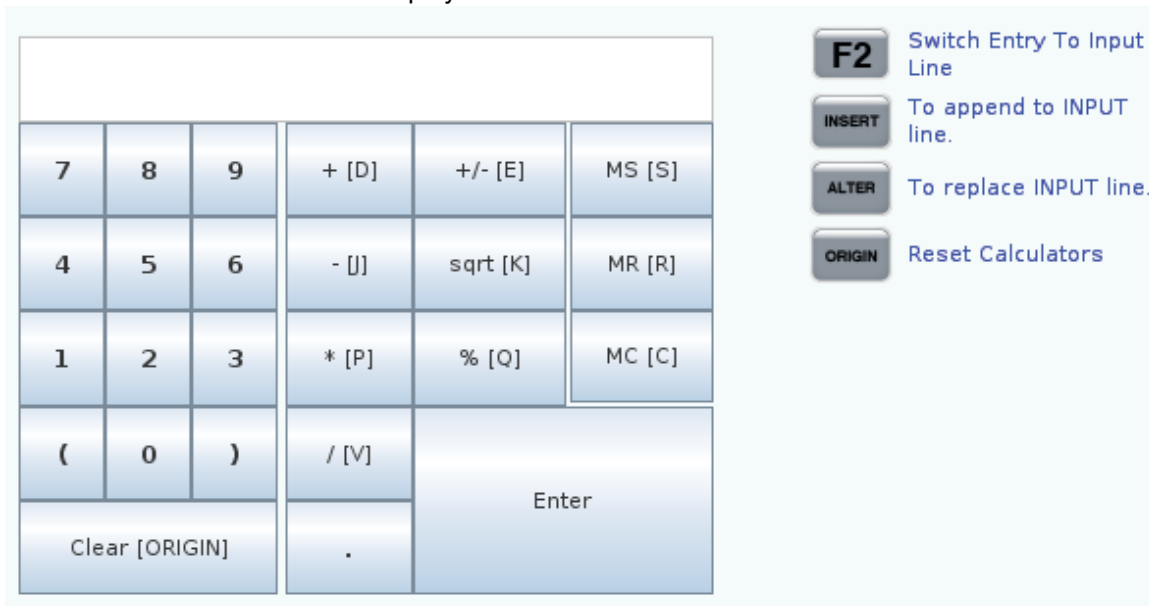 F2
Switch Entry To Input
Line
INSERT
To append to INPUT
line.
ALTER
To replace INPUT line.
ORIGIN
Reset Calculators
7 8 9 + [D] +/- [E] MS [S]
4 5 6 - [J] sqrt [K] MR [R]
1 2 3 * [P] % [Q] MC [C]
( 0 ) / [V]
Enter
Clear [ORIGIN] .